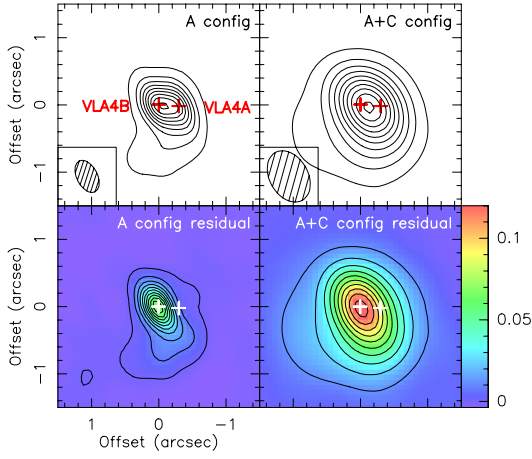 A config
A+C config
VLA4B
VLA4A
Offset (arcsec)
1
0
−1
A config residual
A+C config residual
Offset (arcsec)
1
0
−1
0.1
0.05
0
1
0
−1
Offset (arcsec)